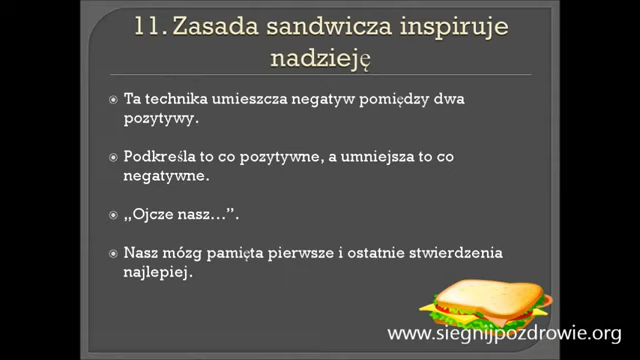 11. Zasada sandwicza inspiruje
nadzieję
Ta technika umieszcza negatyw pomiędzy dwa
pozytywy.
Podkreśla to co pozytywne, a umniejsza to co
negatywne.
„Ojcze nasz...”.
Nasz mózg pamięta pierwsze i ostatnie stwierdzenia
najlepiej.
www.siegnijpozdrowie.org